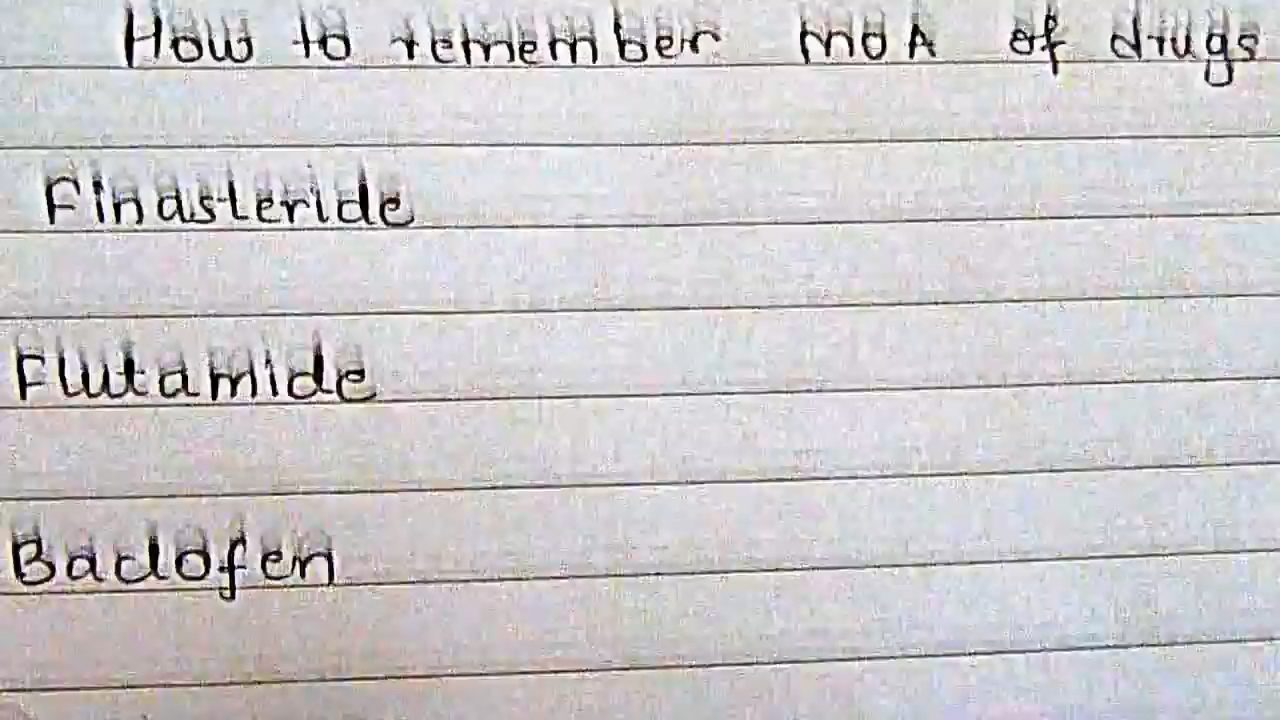 How to remember MOA of drugs
Finasteride
Flutamide
Baclofen